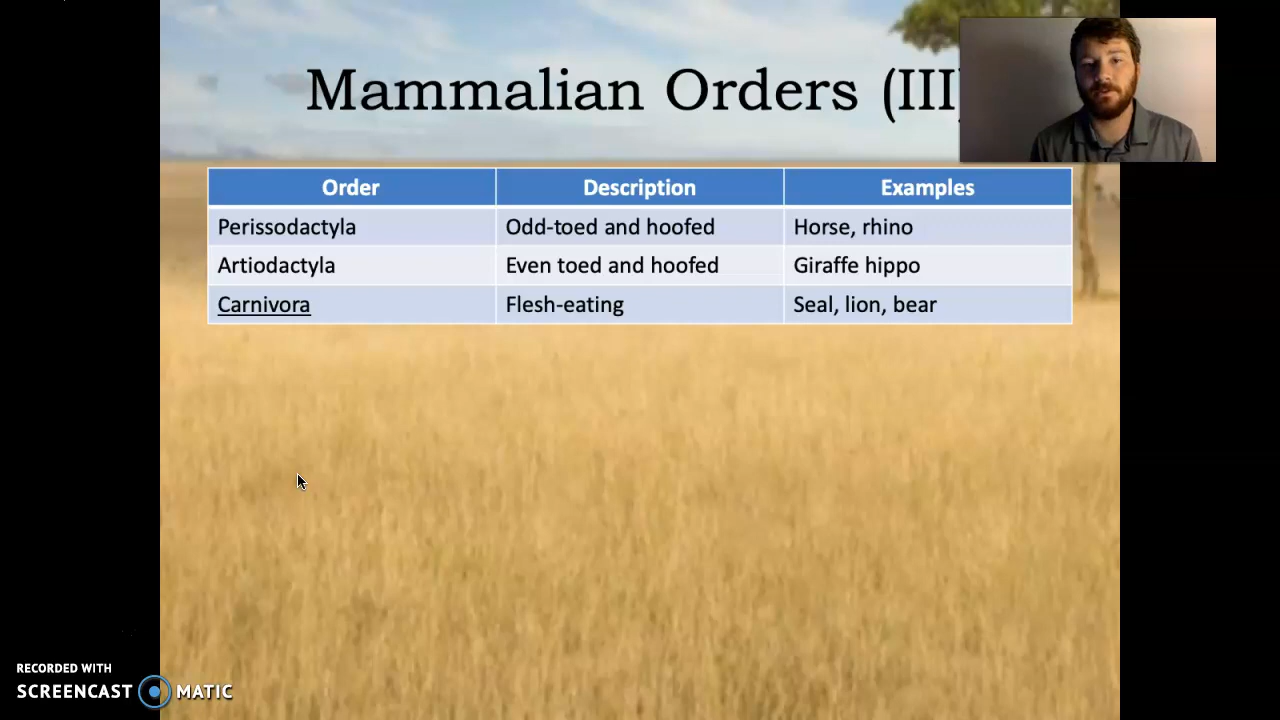 Mammalian Orders (III)
Order Description Examples
Perissodactyla Odd-toed and hoofed Horse, rhino
Artiodactyla Even toed and hoofed Giraffe hippo
Carnivora Flesh-eating Seal, lion, bear
RECORDED WITH
SCREENCAST MATIC